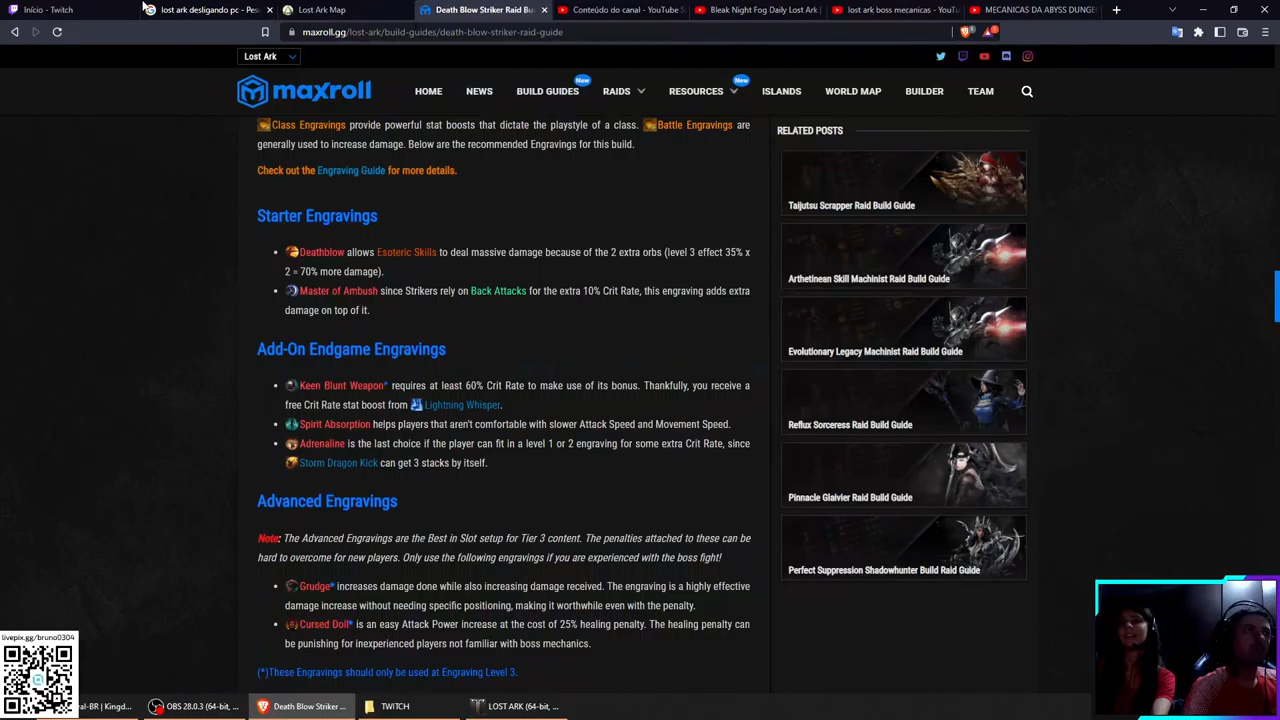 Início - Twitch
lost ark desligando pc - Pes
Lost Ark Map
Death Blow Striker Raid Bu
Conteúdo do canal - YouTube S
Bleak Night Fog Daily Lost Ark
lost ark boss mecanicas - YouTu
MECANICAS DA ABYSS DUNGE
maxroll.gg/lost-ark/build-guides/death-blow-striker-raid-guide
Lost Ark
maxroll
HOME
NEWS
BUILD GUIDES
New
RAIDS
RESOURCES
New
ISLANDS
WORLD MAP
BUILDER
TEAM
Class Engravings provide powerful stat boosts that dictate the playstyle of a class. Battle Engravings are
generally used to increase damage. Below are the recommended Engravings for this build.
Check out the Engraving Guide for more details.
Starter Engravings
Deathblow allows Esoteric Skills to deal massive damage because of the 2 extra orbs (level 3 effect 35% x
2 = 70% more damage).
Master of Ambush since Strikers rely on Back Attacks for the extra 10% Crit Rate, this engraving adds extra
damage on top of it.
Add-On Endgame Engravings
Keen Blunt Weapon* requires at least 60% Crit Rate to make use of its bonus. Thankfully, you receive a
free Crit Rate stat boost from Lightning Whisper.
Spirit Absorption helps players that aren't comfortable with slower Attack Speed and Movement Speed.
Adrenaline is the last choice if the player can fit in a level 1 or 2 engraving for some extra Crit Rate, since
Storm Dragon Kick can get 3 stacks by itself.
Advanced Engravings
Note: The Advanced Engravings are the Best in Slot setup for Tier 3 content. The penalties attached to these can be
hard to overcome for new players. Only use the following engravings if you are experienced with the boss fight!
Grudge* increases damage done while also increasing damage received. The engraving is a highly effective
damage increase without needing specific positioning, making it worthwhile even with the penalty.
Cursed Doll* is an easy Attack Power increase at the cost of 25% healing penalty. The healing penalty can
be punishing for inexperienced players not familiar with boss mechanics.
(*)These Engravings should only be used at Engraving Level 3.
RELATED POSTS
Taijutsu Scrapper Raid Build Guide
Arthetinean Skill Machinist Raid Build Guide
Evolutionary Legacy Machinist Raid Build Guide
Reflux Sorceress Raid Build Guide
Pinnacle Glaivier Raid Build Guide
Perfect Suppression Shadowhunter Build Raid Guide
livepix.gg/bruno0304
al-BR | Kingd...
OBS 28.0.3 (64-bit, ...
Death Blow Striker ...
TWITCH
LOST ARK (64-bit, ...